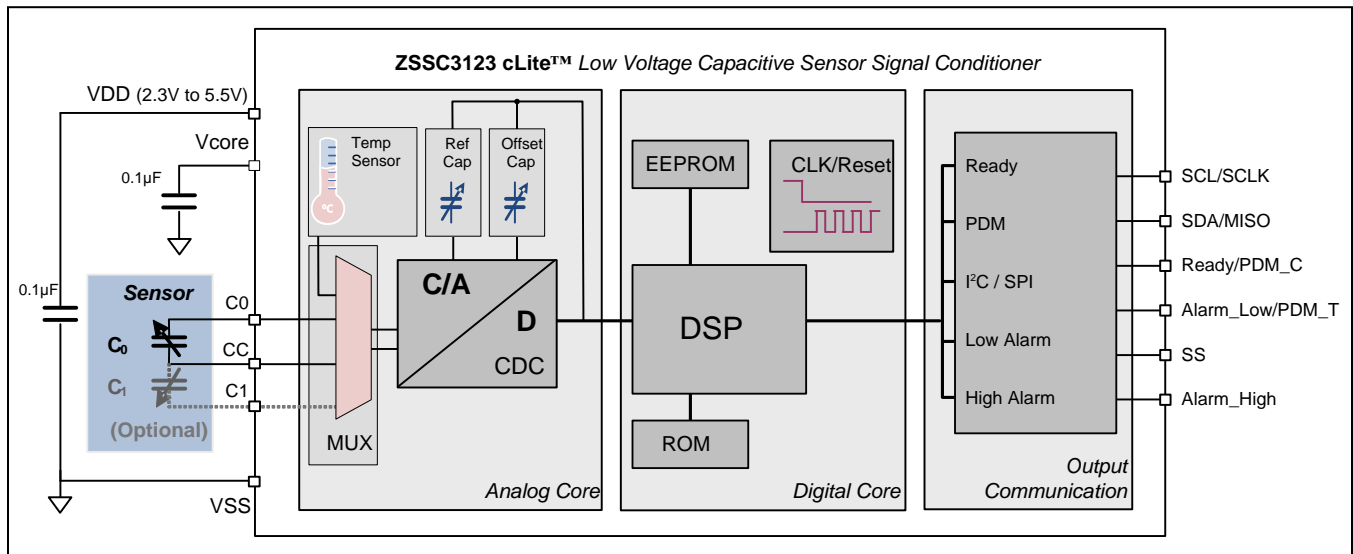 ZSSC3123 cLite™ Low Voltage Capacitive Sensor Signal Conditioner
VDD (2.3V to 5.5V)
Vcore
0.1µF
0.1µF
Sensor
C0
CC
C1
C₀
C₁
(Optional)
VSS
Temp
Sensor
ºC
Ref
Cap
Offset
Cap
MUX
C/A
D
CDC
Analog Core
EEPROM
CLK/Reset
DSP
ROM
Digital Core
Ready
PDM
I²C / SPI
Low Alarm
High Alarm
Output
Communication
SCL/SCLK
SDA/MISO
Ready/PDM_C
Alarm_Low/PDM_T
SS
Alarm_High